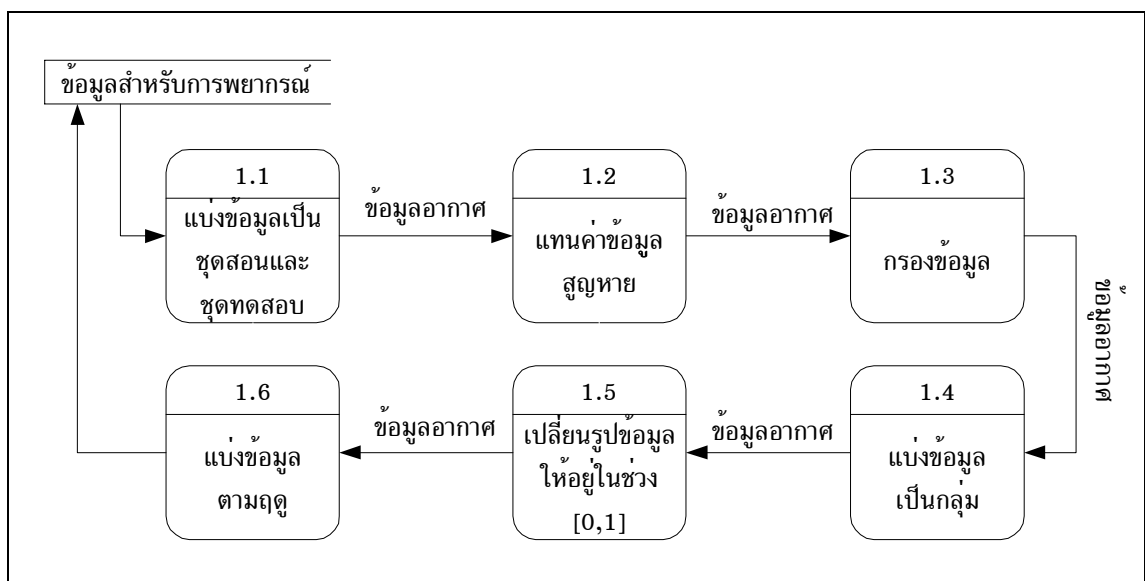 ข้อมูลสำหรับการพยากรณ์
1.1
แบ่งข้อมูลเป็น
ชุดสอนและ
ชุดทดสอบ
ข้อมูลอากาศ
1.2
แทนค่าข้อมูล
สูญหาย
ข้อมูลอากาศ
1.3
กรองข้อมูล
ข้อมูลอากาศ
1.4
แบ่งข้อมูล
เป็นกลุ่ม
ข้อมูลอากาศ
1.5
เปลี่ยนรูปข้อมูล
ให้อยู่ในช่วง
[0,1]
ข้อมูลอากาศ
1.6
แบ่งข้อมูล
ตามฤดู